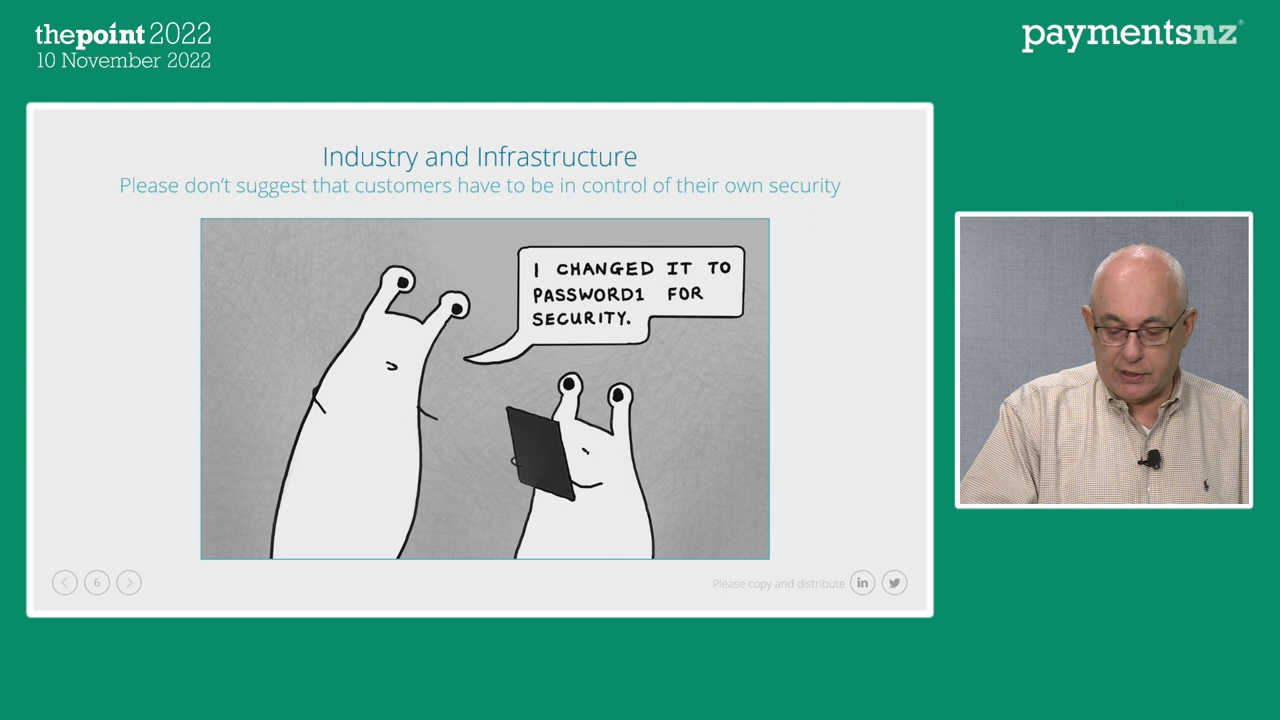 thepoint 2022
10 November 2022
paymentsnz
Industry and Infrastructure
Please don't suggest that customers have to be in control of their own security
I CHANGED IT TO
PASSWORD1 FOR
SECURITY.
6
Please copy and distribute
in